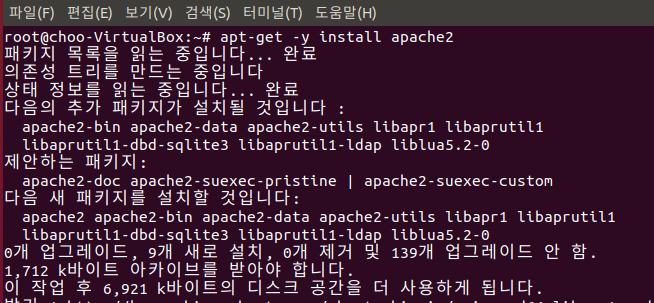 파일(F) 편집(E) 보기(V) 검색(S) 터미널(T) 도움말(H)
root@choo-VirtualBox:~# apt-get -y install apache2
패키지 목록을 읽는 중입니다... 완료
의존성 트리를 만드는 중입니다
상태 정보를 읽는 중입니다... 완료
다음의 추가 패키지가 설치될 것입니다 :
apache2-bin apache2-data apache2-utils libapr1 libaprutil1
libaprutil1-dbd-sqlite3 libaprutil1-ldap liblua5.2-0
제안하는 패키지:
apache2-doc apache2-suexec-pristine | apache2-suexec-custom
다음 새 패키지를 설치할 것입니다:
apache2 apache2-bin apache2-data apache2-utils libapr1 libaprutil1
libaprutil1-dbd-sqlite3 libaprutil1-ldap liblua5.2-0
0개 업그레이드, 9개 새로 설치, 0개 제거 및 139개 업그레이드 안 함.
1,712 k바이트 아카이브를 받아야 합니다.
이 작업 후 6,921 k바이트의 디스크 공간을 더 사용하게 됩니다.